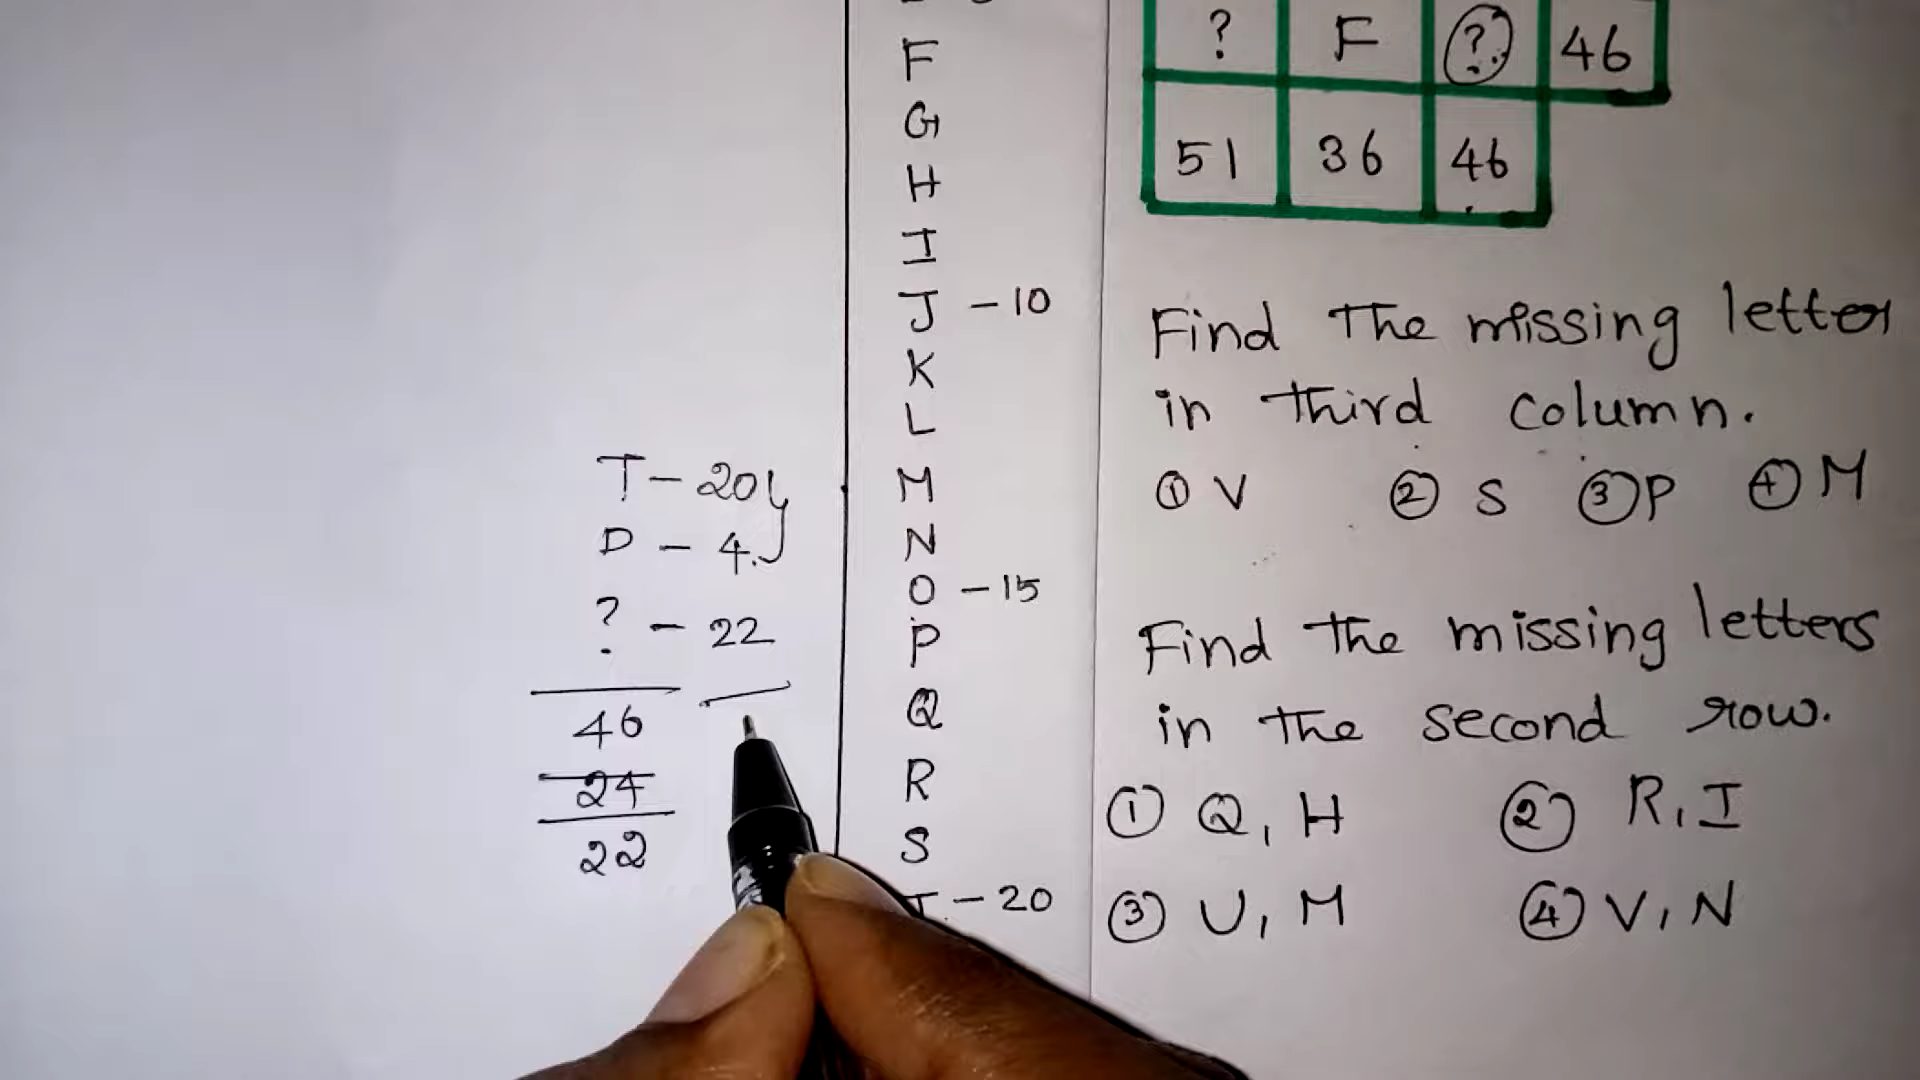 F
G
H
I
J - 10
K
L
M
N
O - 15
P
Q
R
S
T - 20
T - 20
D - 4
? - 22
46
24
22
? F ? 46
51 36 46
Find The missing letter
in third column.
① V ② S ③ P ④ M
Find the missing letters
in the second row.
① Q, H ② R, I
③ U, M ④ V, N